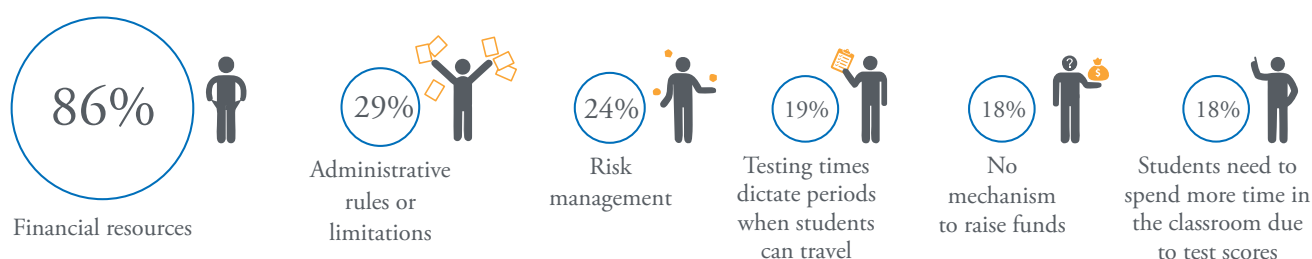 86%
Financial resources
29%
Administrative
rules or
limitations
24%
Risk
management
19%
Testing times
dictate periods
when students
can travel
?
$
18%
No
mechanism
to raise funds
18%
Students need to
spend more time in
the classroom due
to test scores